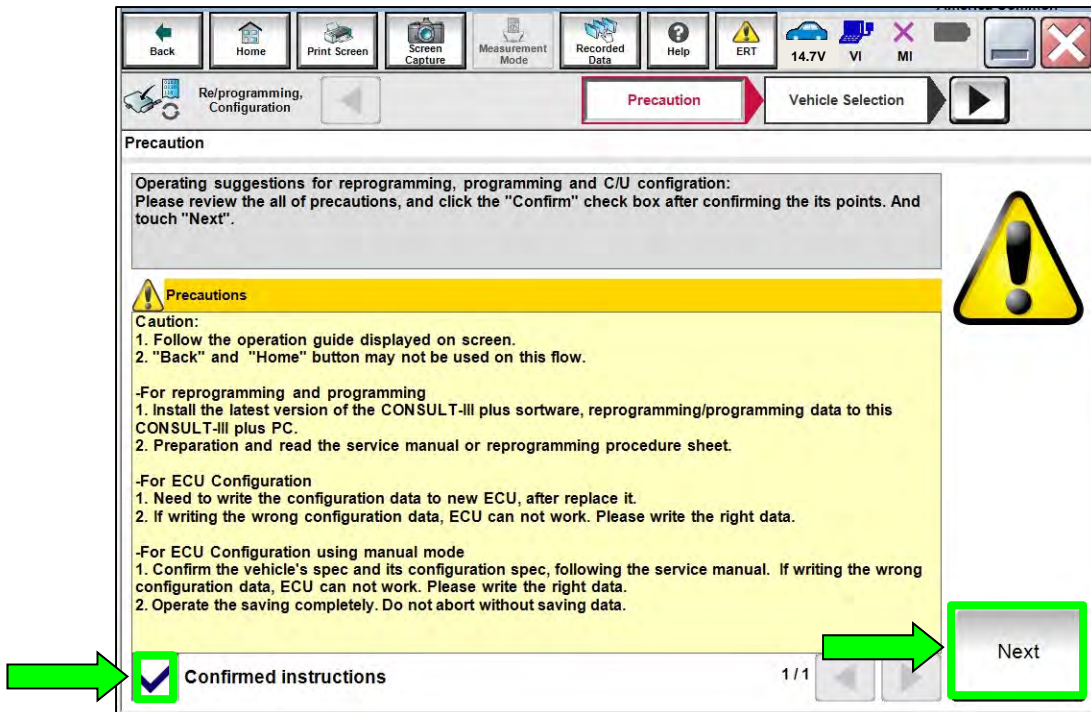 America Common
Back
Home
Print Screen
Screen
Capture
Measurement
Mode
Recorded
Data
Help
ERT
14.7V
VI
MI
Re/programming,
Configuration
Precaution
Vehicle Selection
Precaution
Operating suggestions for reprogramming, programming and C/U configration:
Please review the all of precautions, and click the "Confirm" check box after confirming the its points. And
touch "Next".
Precautions
Caution:
1. Follow the operation guide displayed on screen.
2. "Back" and "Home" button may not be used on this flow.
-For reprogramming and programming
1. Install the latest version of the CONSULT-III plus sortware, reprogramming/programming data to this
CONSULT-III plus PC.
2. Preparation and read the service manual or reprogramming procedure sheet.
-For ECU Configuration
1. Need to write the configuration data to new ECU, after replace it.
2. If writing the wrong configuration data, ECU can not work. Please write the right data.
-For ECU Configuration using manual mode
1. Confirm the vehicle's spec and its configuration spec, following the service manual. If writing the wrong
configuration data, ECU can not work. Please write the right data.
2. Operate the saving completely. Do not abort without saving data.
Confirmed instructions
1/1
Next